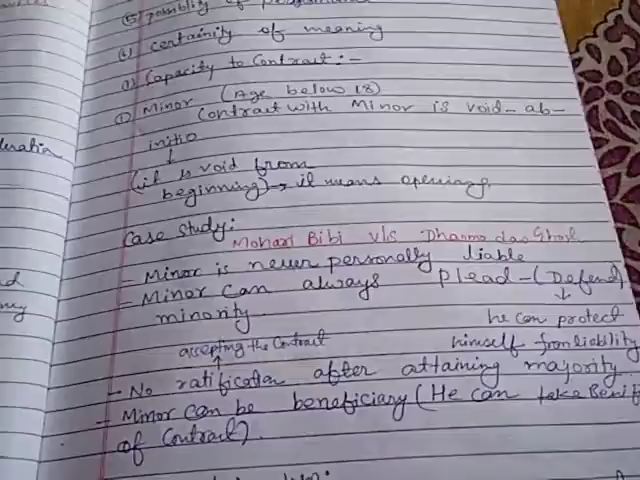 (5) of
(6) Certainity of meaning
(7) Capacity to Contract :-
(1) Minor (Age below 18)
Contract with Minor is void-ab-
initio
↓
(it is void from
beginning) → it means opening.
Case study:
Mohari Bibi v/s Dharmodas Ghosh
- Minor is never personally liable
- Minor can always plead - (Defend)
minority ↓
he can protect
accepting the Contract himself from liability
↑
- No ratification after attaining majority
- Minor can be beneficiary (He can take Benif
of Contract).